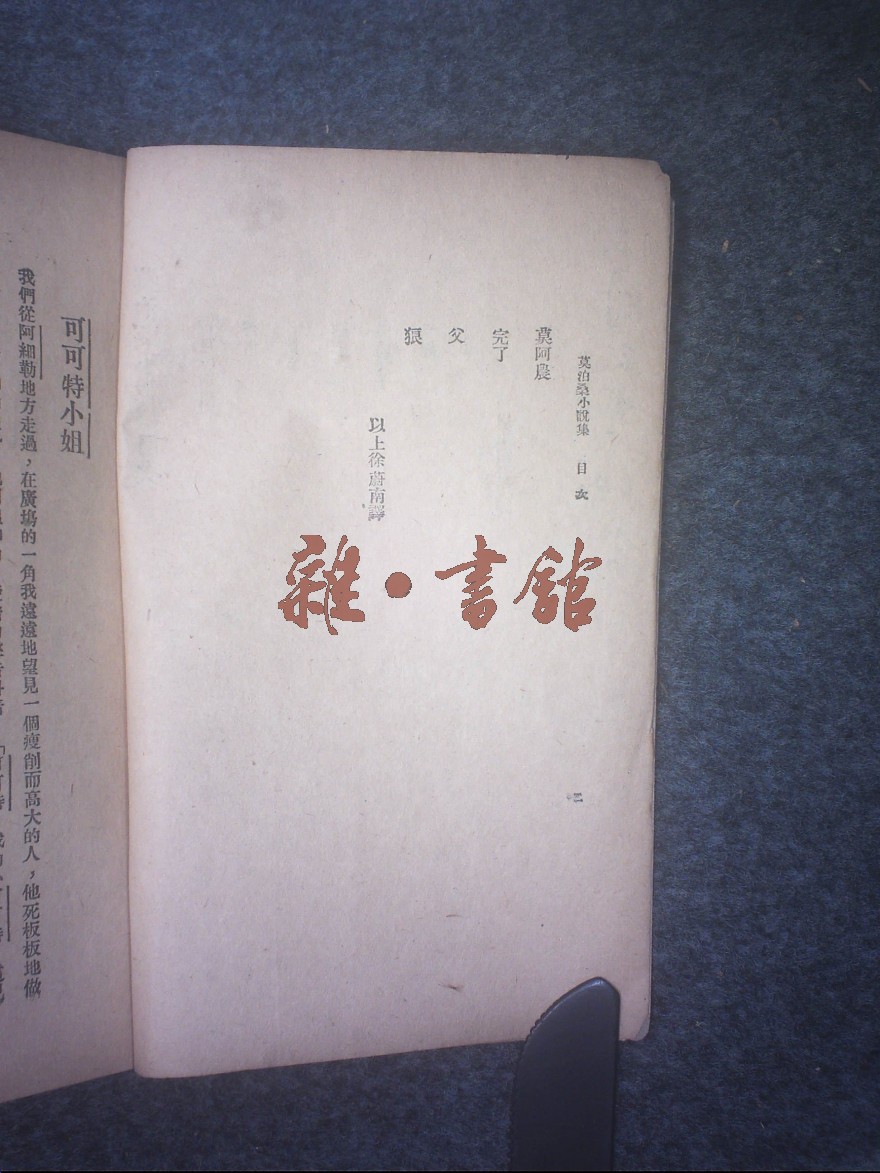 莫泊桑小說集 目次
莫阿農
完了
父
狠
以上徐蔚南譯
二
雜•書館
可可特小姐
我們從阿細勒地方走過，在廣場的一角我遠遠地望見一個瘦削而高大的人，他死板板地做